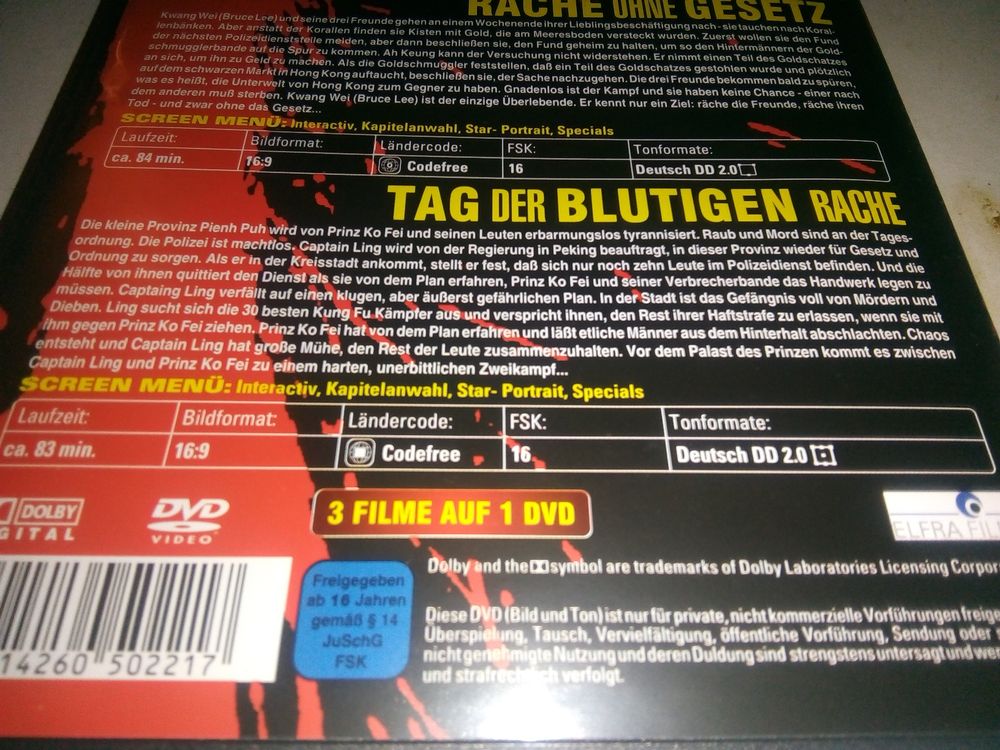 RACHE OHNE GESETZ
Kwang Wei (Bruce Lee) und seine drei Freunde gehen an einem Wochenende ihrer Lieblingsbeschäftigung nach - sie tauchen nach Koral-
lenbänken. Aber anstatt der Korallen finden sie Kisten mit Gold, die am Meeresboden versteckt wurden. Zuerst wollen sie den Fund
der nächsten Polizeidienststelle melden, aber dann beschließen sie, den Fund geheim zu halten, um so den Hintermännern der Gold-
schmugglerbande auf die Spur zu kommen. Ah Keung kann der Versuchung nicht widerstehen. Er nimmt einen Teil des Goldschatzes
an sich, um ihn zu Geld zu machen. Als die Goldschmuggler feststellen, daß ein Teil des Goldschatzes gestohlen wurde und plötzlich
auf dem schwarzen Markt in Hong Kong auftaucht, beschließen sie, der Sache nachzugehen. Die drei Freunde bekommen bald zu spüren,
was es heißt, die Unterwelt von Hong Kong zum Gegner zu haben. Gnadenlos ist der Kampf und sie haben keine Chance - einer nach
dem anderen muß sterben. Kwang Wei (Bruce Lee) ist der einzige Überlebende. Er kennt nur ein Ziel: räche die Freunde, räche ihren
Tod - und zwar ohne das Gesetz...
SCREEN MENÜ: Interactiv, Kapitelanwahl, Star- Portrait, Specials
Laufzeit: Bildformat: Ländercode: FSK: Tonformate:
ca. 84 min. 16:9 Codefree 16 Deutsch DD 2.0
TAG DER BLUTIGEN RACHE
Die kleine Provinz Pienh Puh wird von Prinz Ko Fei und seinen Leuten erbarmungslos tyrannisiert. Raub und Mord sind an der Tages-
ordnung. Die Polizei ist machtlos. Captain Ling wird von der Regierung in Peking beauftragt, in dieser Provinz wieder für Gesetz und
Ordnung zu sorgen. Als er in der Kreisstadt ankommt, stellt er fest, daß sich nur noch zehn Leute im Polizeidienst befinden. Und die
Hälfte von ihnen quittiert den Dienst als sie von dem Plan erfahren, Prinz Ko Fei und seiner Verbrecherbande das Handwerk legen zu
müssen. Captaing Ling verfällt auf einen klugen, aber äußerst gefährlichen Plan. In der Stadt ist das Gefängnis voll von Mördern und
Dieben. Ling sucht sich die 30 besten Kung Fu Kämpfer aus und verspricht ihnen, den Rest ihrer Haftstrafe zu erlassen, wenn sie mit
ihm gegen Prinz Ko Fei ziehen. Prinz Ko Fei hat von dem Plan erfahren und läßt etliche Männer aus dem Hinterhalt abschlachten. Chaos
entsteht und Captain Ling hat große Mühe, den Rest der Leute zusammenzuhalten. Vor dem Palast des Prinzen kommt es zwischen
Captain Ling und Prinz Ko Fei zu einem harten, unerbittlichen Zweikampf...
SCREEN MENÜ: Interactiv, Kapitelanwahl, Star- Portrait, Specials
Laufzeit: Bildformat: Ländercode: FSK: Tonformate:
ca. 83 min. 16:9 Codefree 16 Deutsch DD 2.0
DOLBY
DIGITAL
DVD
VIDEO
3 FILME AUF 1 DVD
ELFRA FIL
Dolby and the symbol are trademarks of Dolby Laboratories Licensing Corpor
Freigegeben
ab 16 Jahren
gemäß § 14
JuSchG
FSK
Diese DVD (Bild und Ton) ist nur für private, nicht kommerzielle Vorführungen freige
Überspielung, Tausch, Vervielfältigung, öffentliche Vorführung, Sendung oder
nicht genehmigte Nutzung und deren Duldung sind strengstens untersagt und wer
und strafrechtlich verfolgt.
14260 502217